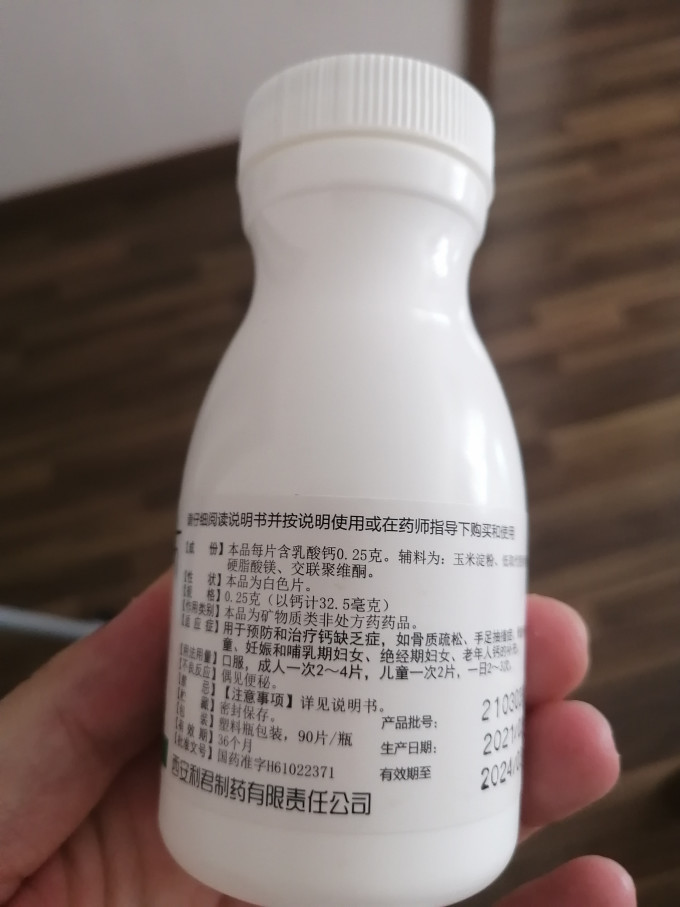 请仔细阅读说明书并按说明使用或在药师指导下购买和使用
【成 份】本品每片含乳酸钙0.25克。辅料为：玉米淀粉、
硬脂酸镁、交联聚维酮。
【性 状】本品为白色片。
【规 格】0.25克（以钙计32.5毫克）
【作用类别】本品为矿物质类非处方药药品。
【适 应 症】用于预防和治疗钙缺乏症，如骨质疏松、手足抽搐症、
童、妊娠和哺乳期妇女、绝经期妇女、老年人钙的补充。
【用法用量】口服，成人一次2～4片，儿童一次2片，一日2～3次。
【不良反应】偶见便秘。
【禁 忌】【注意事项】详见说明书。
【贮 藏】密封保存。
【包 装】塑料瓶包装，90片/瓶
【有 效 期】36个月
【批准文号】国药准字H61022371
西安利君制药有限责任公司
产品批号： 2103
生产日期： 2021/
有效期至 2024/